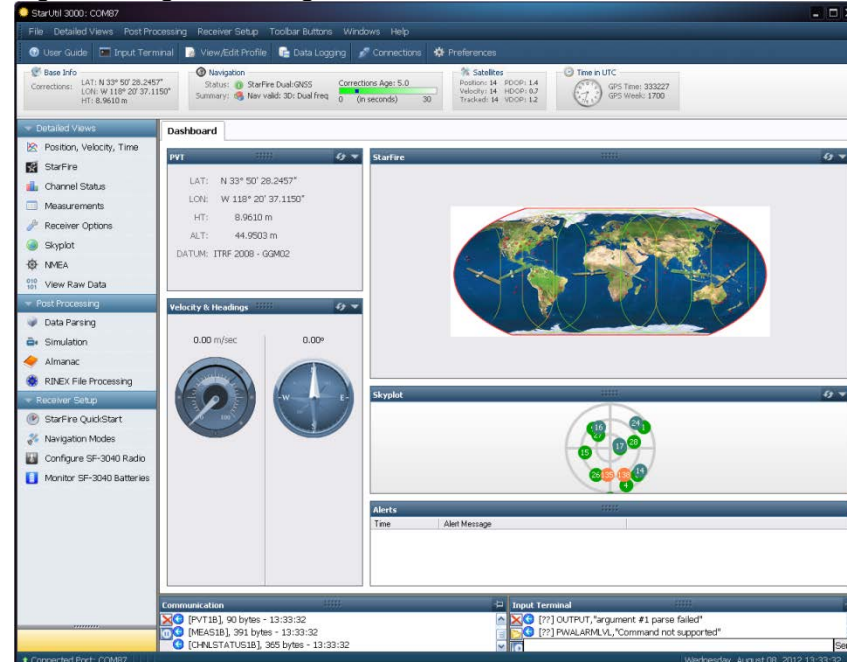 StarUtil 3000: COM87
File Detailed Views Post Processing Receiver Setup Toolbar Buttons Windows Help
User Guide Input Terminal View/Edit Profile Data Logging Connections Preferences
Base Info
Corrections:
LAT: N 33° 50' 28.2457"
LON: W 118° 20' 37.1150"
HT: 8.9610 m
Navigation
Status: StarFire Dual:GNSS
Summary: Nav valid: 3D: Dual freq
Corrections Age: 5.0
0 (in seconds) 30
Satellites
Position: 14 PDOP: 1.4
Velocity: 14 HDOP: 0.7
Tracked: 14 VDOP: 1.2
Time in UTC
GPS Time: 333227
GPS Week: 1700
Detailed Views
Position, Velocity, Time
StarFire
Channel Status
Measurements
Receiver Options
Skyplot
NMEA
View Raw Data
Post Processing
Data Parsing
Simulation
Almanac
RINEX File Processing
Receiver Setup
StarFire QuickStart
Navigation Modes
Configure SF-3040 Radio
Monitor SF-3040 Batteries
Dashboard
PVT
LAT: N 33° 50' 28.2457"
LON: W 118° 20' 37.1150"
HT: 8.9610 m
ALT: 44.9503 m
DATUM: ITRF 2008 - GGM02
Velocity & Headings
0.00 m/sec 0.00°
0 100
N
W E
S
StarFire
Skyplot
16 24 1
27
17 28
15
26 135 138 14
4
Alerts
Time Alert Message
Communication
[PVT1B], 90 bytes - 13:33:32
[MEAS1B], 391 bytes - 13:33:32
[CHNLSTATUS1B], 365 bytes - 13:33:32
Input Terminal
[??] OUTPUT,"argument #1 parse failed"
[??] PWALARMLVL,"Command not supported"
Connected Port: COM87
Wednesday, August 08, 2012 13:33:32